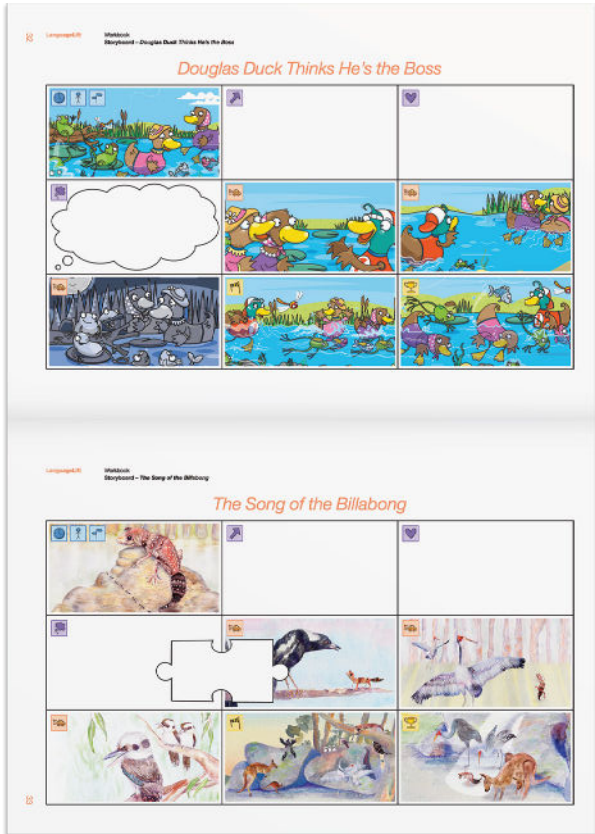 LanguageLift
Workbook
Storyboard – Douglas Duck Thinks He's the Boss
Douglas Duck Thinks He's the Boss
LanguageLift
Workbook
Storyboard – The Song of the Billabong
The Song of the Billabong